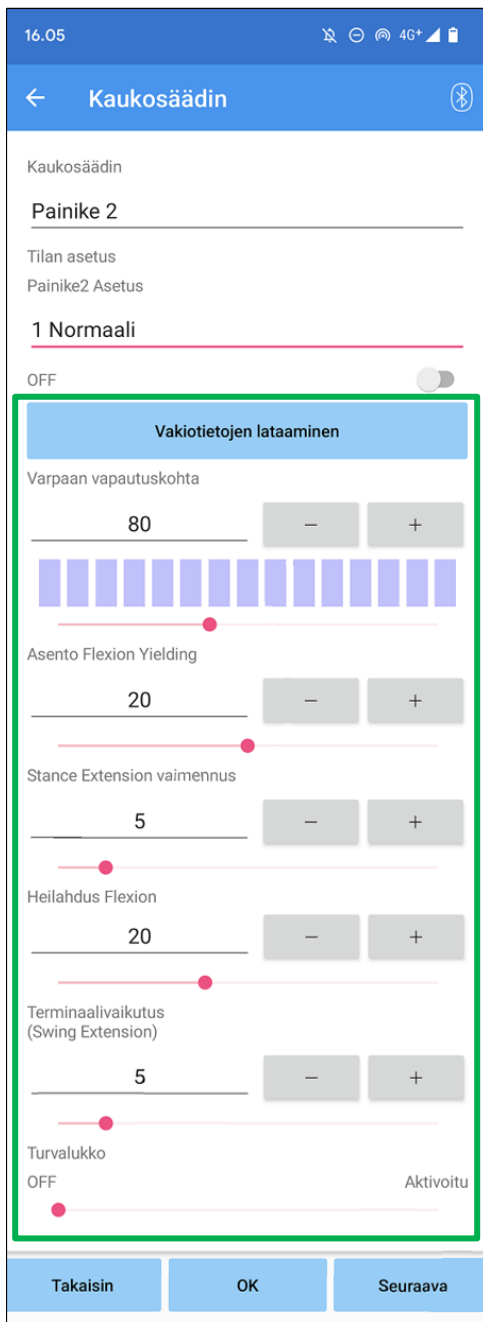 16.05 4G+
Kaukosäädin
Kaukosäädin
Painike 2
Tilan asetus
Painike2 Asetus
1 Normaali
OFF
Vakiotietojen lataaminen
Varpaan vapautuskohta
80 − +
Asento Flexion Yielding
20 − +
Stance Extension vaimennus
5 − +
Heilahdus Flexion
20 − +
Terminaalivaikutus
(Swing Extension)
5 − +
Turvalukko
OFF Aktivoitu
Takaisin OK Seuraava